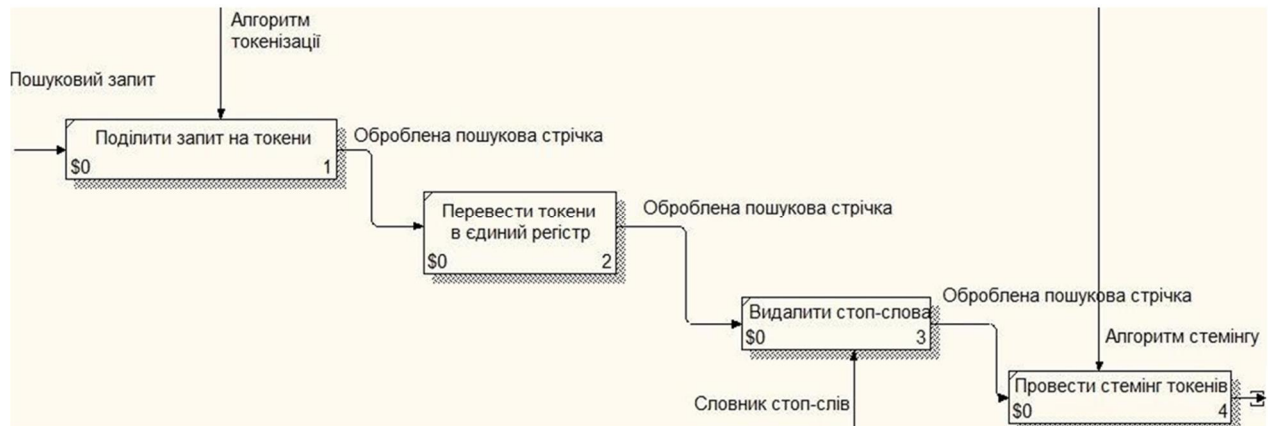 Алгоритм
токенізації
Пошуковий запит
Поділити запит на токени
$0 1
Оброблена пошукова стрічка
Перевести токени
в єдиний регістр
$0 2
Оброблена пошукова стрічка
Видалити стоп-слова
$0 3
Оброблена пошукова стрічка
Словник стоп-слів
Алгоритм стемінгу
Провести стемінг токенів
$0 4